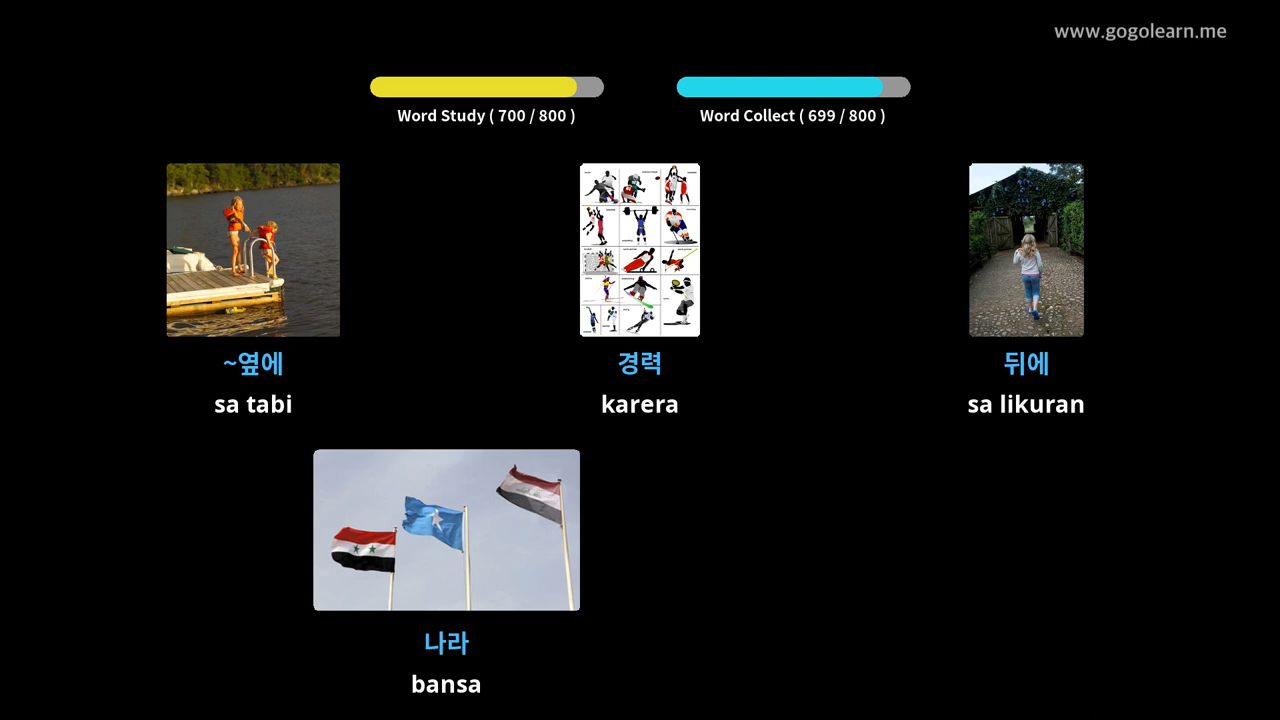 www.gogolearn.me
Word Study ( 700 / 800 )
Word Collect ( 699 / 800 )
~옆에
경력
뒤에
sa tabi
karera
sa likuran
나라
bansa